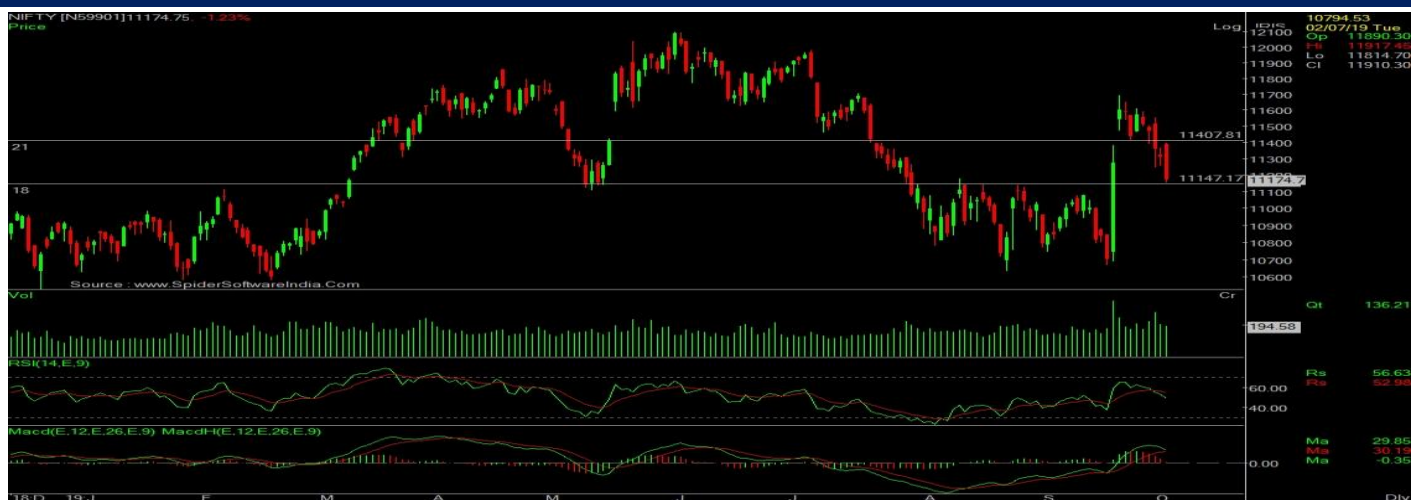 NIFTY [N59901]11174.75, -1.23%
Price
Log
IRIS
12100
12000
11900
11800
11700
11600
11500
11400
11300
11100
11000
10900
10800
10700
10600
11407.81
21
11147.17
11174.7
18
10794.53
02/07/19 Tue
Op 11890.30
Hi 11917.45
Lo 11814.70
Cl 11910.30
Source : www.SpiderSoftwareIndia.Com
Vol
Cr
194.58
Qt 136.21
RSI(14,E,9)
60.00
40.00
Rs 56.63
Rs 52.98
Macd(E,12,E,26,E,9) MacdH(E,12,E,26,E,9)
0.00
Ma 29.85
Ma 30.19
Ma -0.35
'18:D 19:J F M A M J J A S O Dly